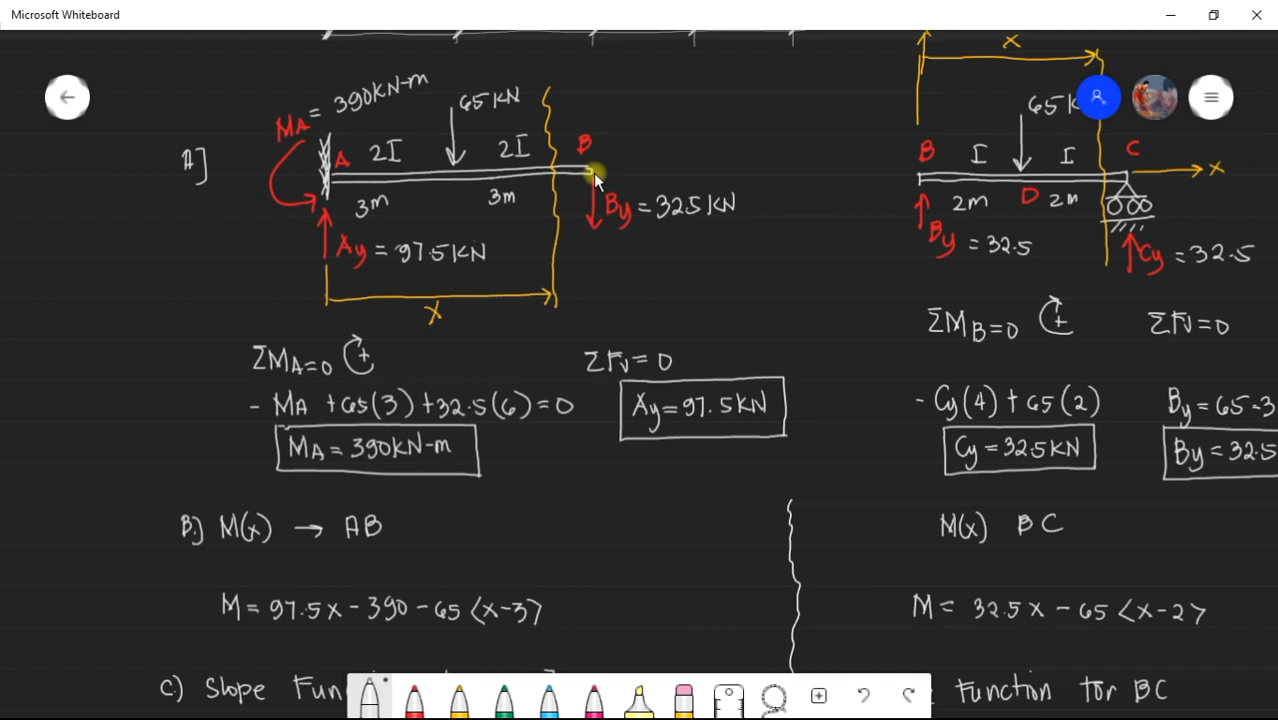 Microsoft Whiteboard
x
MA = 390KN-m
65KN
65K
A]
A
2I
2I
B
3m
3m
By = 32.5KN
Ay = 97.5KN
x
B
I
I
C
x
2m
D
2m
By = 32.5
Cy = 32.5
ΣMA=0 +
ΣFV=0
- MA +65(3) +32.5(6)=0
Ay=97.5KN
MA = 390KN-m
ΣMB=0 +
ΣFV=0
- Cy(4) + 65(2)
By=65-3
Cy = 32.5KN
By=32.5
B.) M(x) → AB
M(x) BC
M= 97.5x - 390 - 65 <x-3>
M= 32.5x - 65 <x-2>
C.) Slope Fun
Function for BC